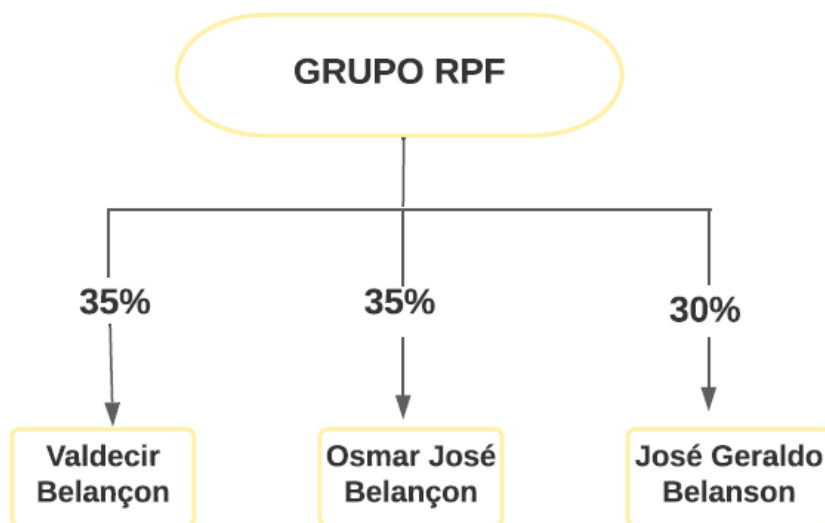 GRUPO RPF
35%
35%
30%
Valdecir
Belançon
Osmar José
Belançon
José Geraldo
Belanson